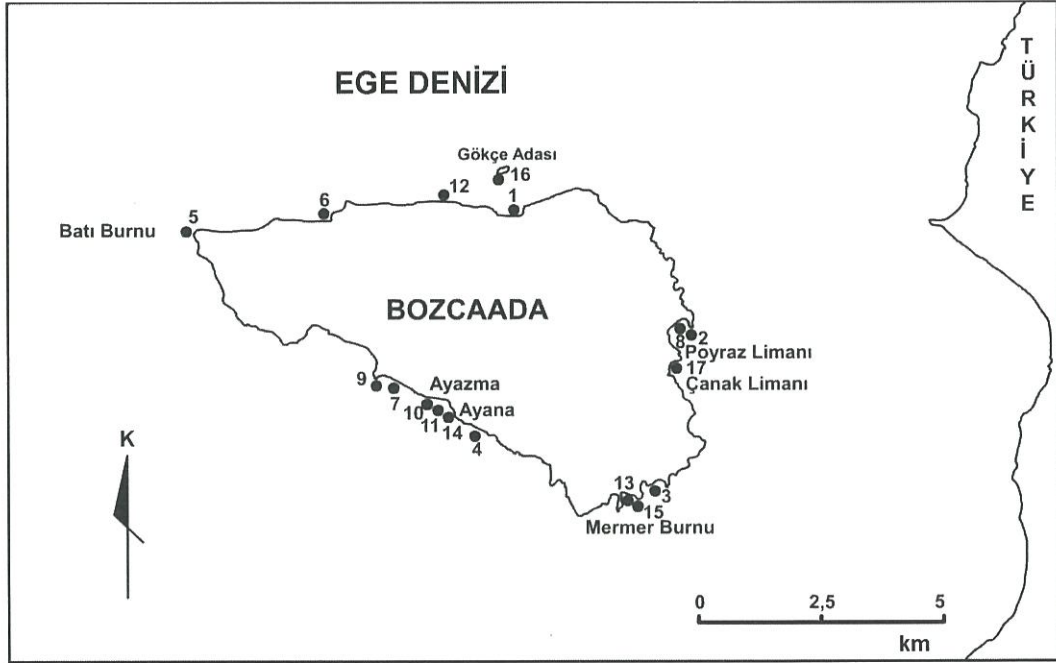 EGE DENİZİ
T
Ü
R
K
İ
Y
E
Gökçe Adası
16
12
1
6
5
Batı Burnu
BOZCAADA
8
2
Poyraz Limanı
17
Çanak Limanı
9
7
Ayazma
10
Ayana
11
14
4
K
13
3
15
Mermer Burnu
0
2,5
5
km